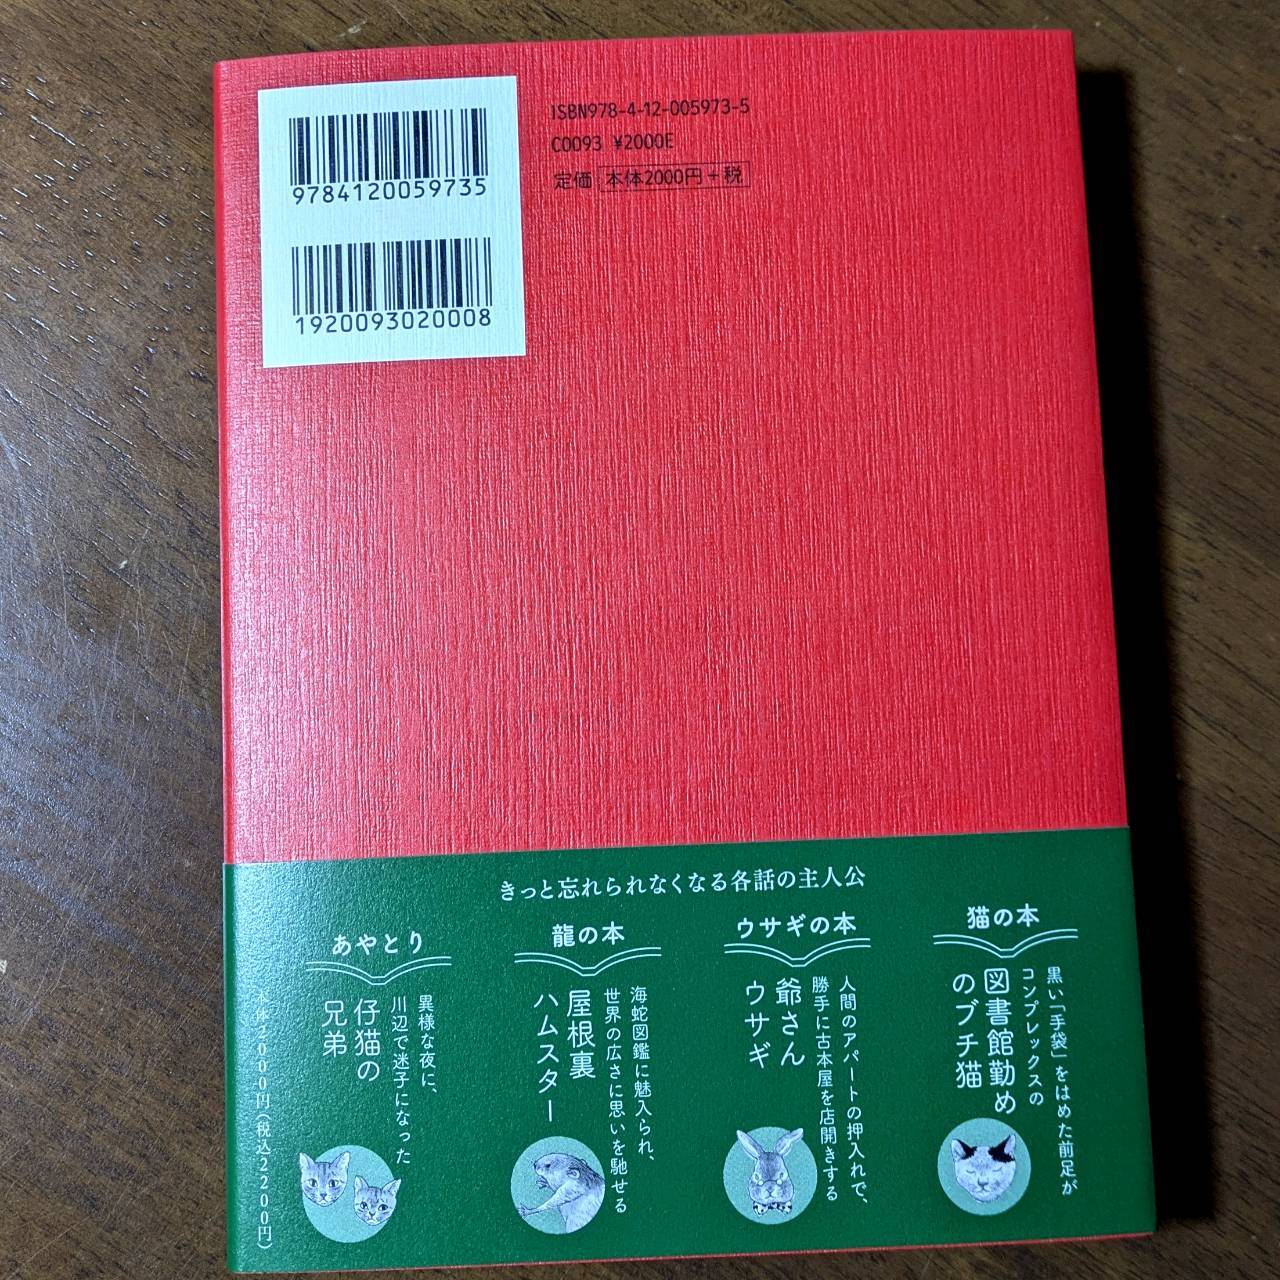 9784120059735
1920093020008
ISBN978-4-12-005973-5
C0093 ¥2000E
定価 本体2000円+税
きっと忘れられなくなる各話の主人公
猫の本
黒い「手袋」をはめた前足が
コンプレックスの
図書館勤め
のブチ猫
ウサギの本
人間のアパートの押入れで、
勝手に古本屋を店開きする
爺さん
ウサギ
龍の本
海蛇図鑑に魅入られ、
世界の広さに思いを馳せる
屋根裏
ハムスター
あやとり
異様な夜に、
川辺で迷子になった
仔猫の
兄弟
本体2000円(税込2200円)